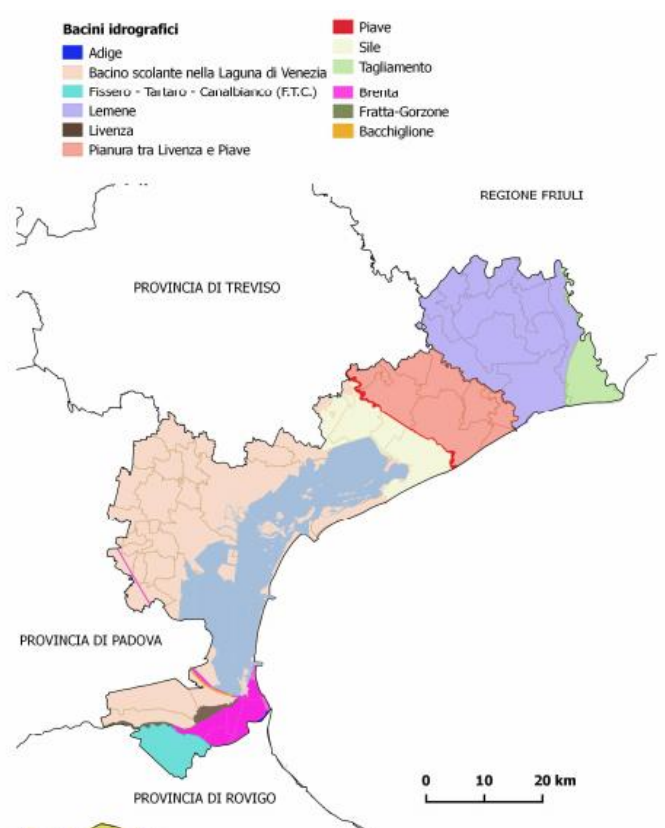 Bacini idrografici
Adige
Bacino scolante nella Laguna di Venezia
Fissero - Tartaro - Canalbianco (F.T.C.)
Lemene
Livenza
Pianura tra Livenza e Piave
Piave
Sile
Tagliamento
Brenta
Fratta-Gorzone
Bacchiglione
REGIONE FRIULI
PROVINCIA DI TREVISO
PROVINCIA DI PADOVA
PROVINCIA DI ROVIGO
0 10 20 km